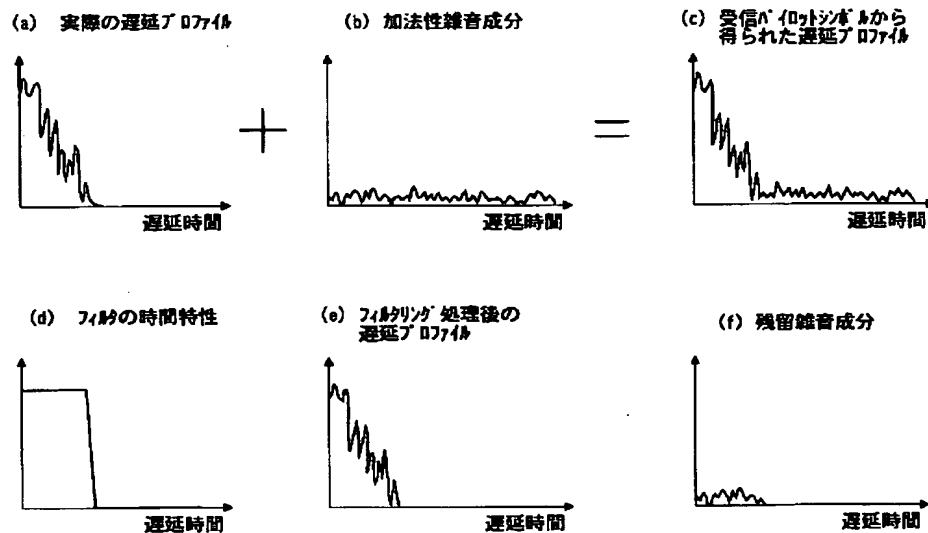 (a) 実際の遅延プロファイル
(b) 加法性雑音成分
(c) 受信パイロットシンボルから
得られた遅延プロファイル
遅延時間
遅延時間
遅延時間
(d) フィルタの時間特性
(e) フィルタリング処理後の
遅延プロファイル
(f) 残留雑音成分
遅延時間
遅延時間
遅延時間